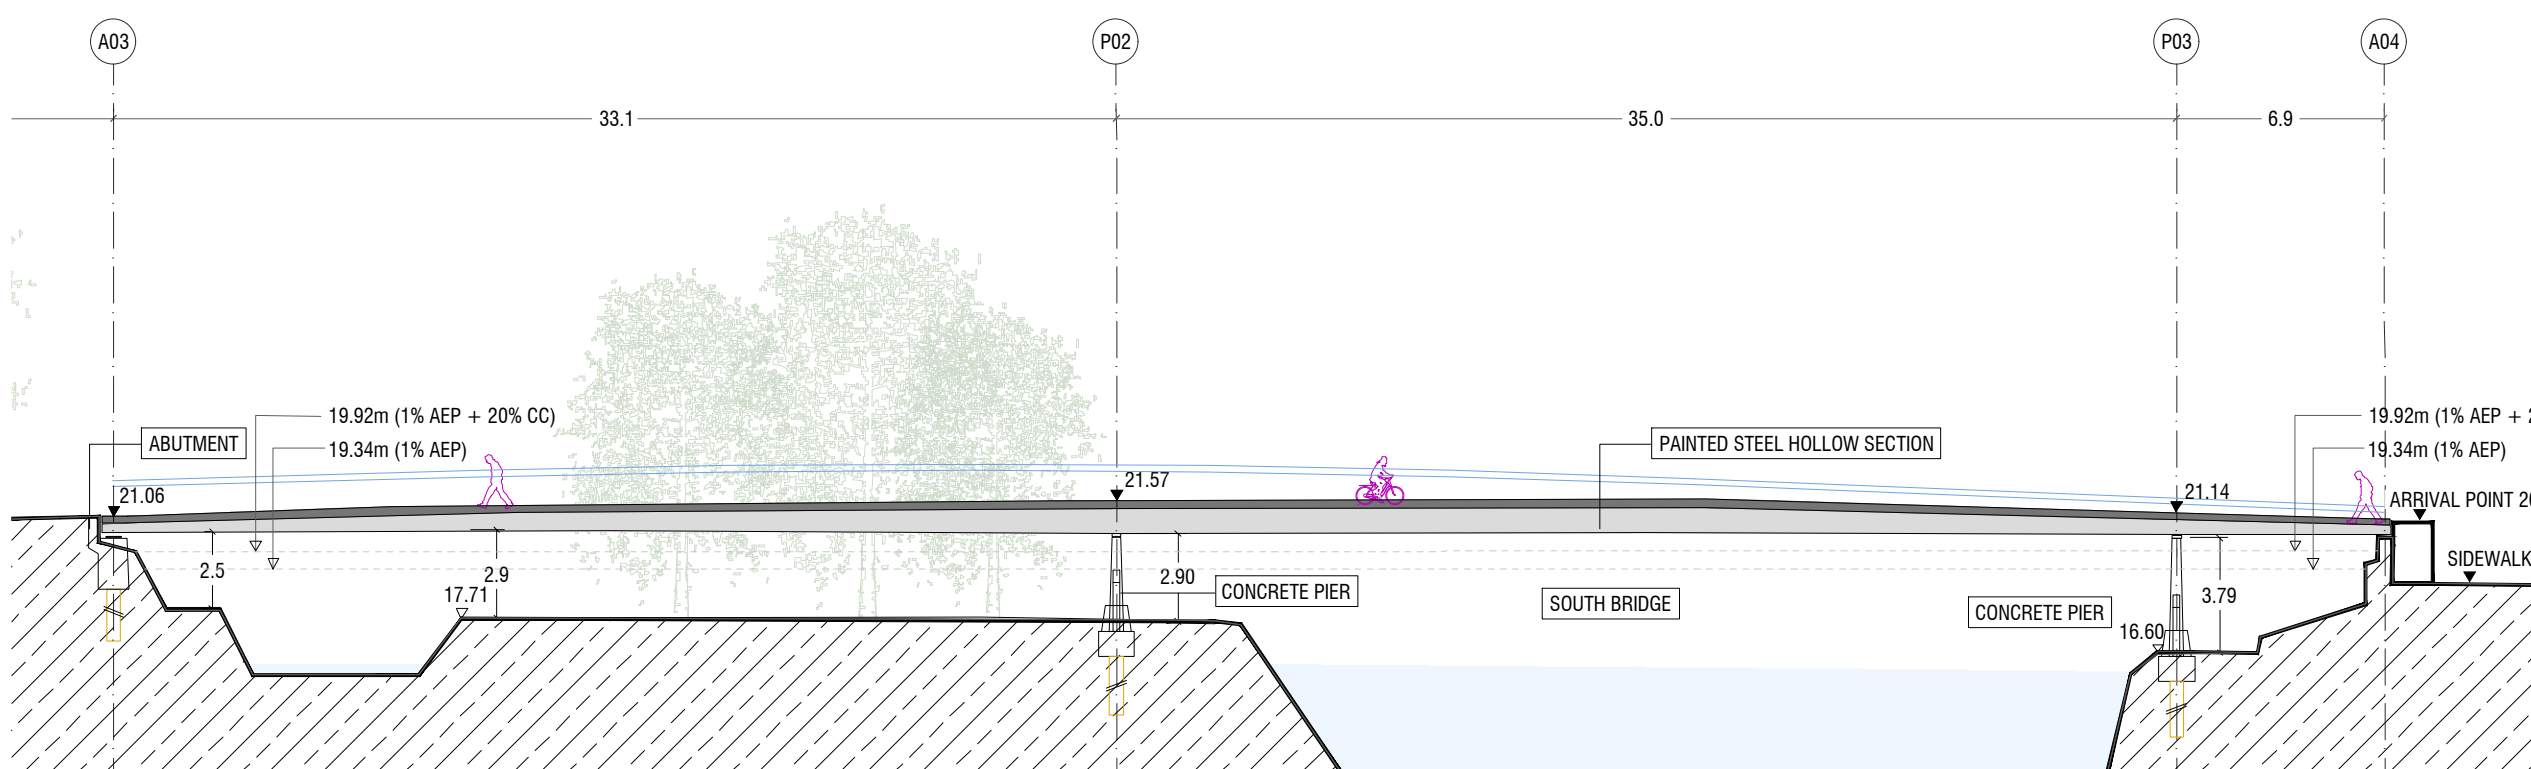 A03
P02
P03
A04
33.1
35.0
6.9
19.92m (1% AEP + 20% CC)
19.34m (1% AEP)
ABUTMENT
PAINTED STEEL HOLLOW SECTION
19.92m (1% AEP +
19.34m (1% AEP)
21.06
21.57
21.14
ARRIVAL POINT
2.5
2.9
17.71
2.90
CONCRETE PIER
SOUTH BRIDGE
CONCRETE PIER
16.60
3.79
SIDEWALK